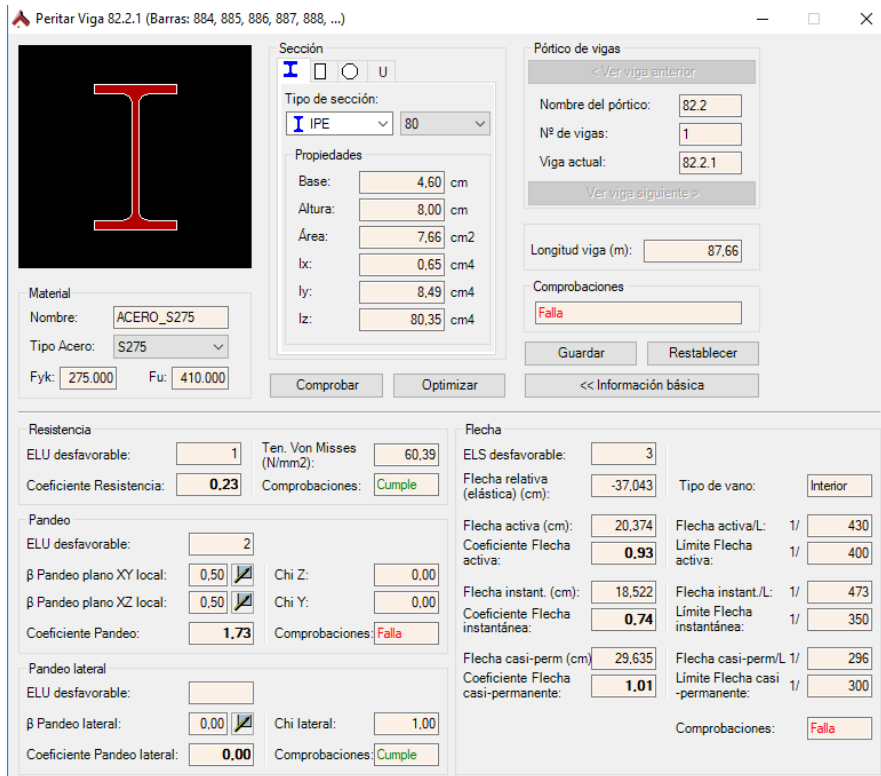 Peritar Viga 82.2.1 (Barras: 884, 885, 886, 887, 888, ...)
Sección
U
Tipo de sección:
IPE 80
Propiedades
Base: 4,60 cm
Altura: 8,00 cm
Área: 7,66 cm2
Ix: 0,65 cm4
Iy: 8,49 cm4
Iz: 80,35 cm4
Pórtico de vigas
< Ver viga anterior
Nombre del pórtico: 82.2
Nº de vigas: 1
Viga actual: 82.2.1
Ver viga siguiente >
Longitud viga (m): 87,66
Material
Nombre: ACERO_S275
Tipo Acero: S275
Fyk: 275.000 Fu: 410.000
Comprobaciones
Falla
Guardar Restablecer
Comprobar Optimizar << Información básica
Resistencia
ELU desfavorable: 1 Ten. Von Misses (N/mm2): 60,39
Coeficiente Resistencia: 0,23 Comprobaciones: Cumple
Pandeo
ELU desfavorable: 2
β Pandeo plano XY local: 0,50 Chi Z: 0,00
β Pandeo plano XZ local: 0,50 Chi Y: 0,00
Coeficiente Pandeo: 1,73 Comprobaciones: Falla
Pandeo lateral
ELU desfavorable:
β Pandeo lateral: 0,00 Chi lateral: 1,00
Coeficiente Pandeo lateral: 0,00 Comprobaciones: Cumple
Flecha
ELS desfavorable: 3
Flecha relativa (elástica) (cm): -37,043 Tipo de vano: Interior
Flecha activa (cm): 20,374 Flecha activa/L: 1/ 430
Coeficiente Flecha activa: 0,93 Límite Flecha activa: 1/ 400
Flecha instant. (cm): 18,522 Flecha instant./L: 1/ 473
Coeficiente Flecha instantánea: 0,74 Límite Flecha instantánea: 1/ 350
Flecha casi-perm (cm) 29,635 Flecha casi-perm/L 1/ 296
Coeficiente Flecha casi-permanente: 1,01 Límite Flecha casi -permanente: 1/ 300
Comprobaciones: Falla